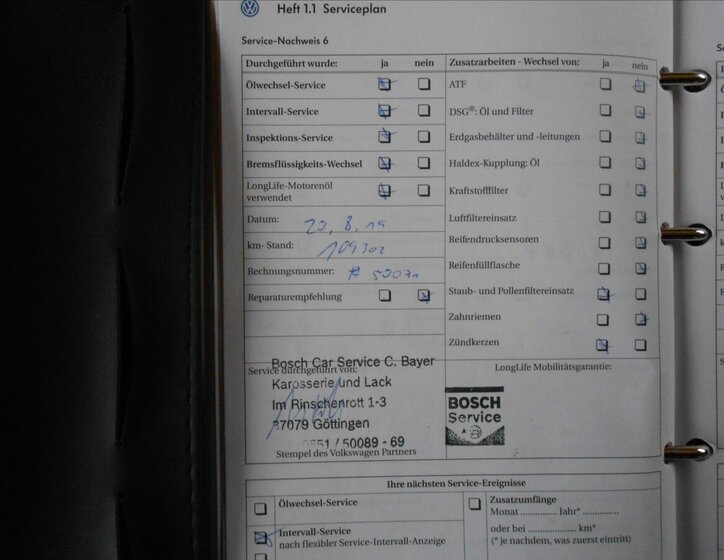 Heft 1.1 Serviceplan
Service-Nachweis 6
Durchgeführt wurde: ja nein
Ölwechsel-Service
Intervall-Service
Inspektions-Service
Bremsflüssigkeits-Wechsel
LongLife-Motorenöl
verwendet
Datum: 20.8.19
km- Stand: 109302
Rechnungsnummer:
Reparaturempfehlung
Zusatzarbeiten - Wechsel von: ja nein
ATF
DSG®: Öl und Filter
Erdgasbehälter und -leitungen
Haldex-Kupplung: Öl
Kraftstofffilter
Luftfiltereinsatz
Reifendrucksensoren
Reifenfüllflasche
Staub- und Pollenfiltereinsatz
Zahnriemen
Zündkerzen
Service durchgeführt von:
Bosch Car Service C. Bayer
Karosserie und Lack
Im Rinschenrott 1-3
37079 Göttingen
0551 / 50089 - 69
Stempel des Volkswagen Partners
LongLife Mobilitätsgarantie:
BOSCH
Service
Ihre nächsten Service-Ereignisse
Ölwechsel-Service
Intervall-Service
nach flexibler Service-Intervall-Anzeige
Zusatzumfänge
Monat ............... Jahr* ...............
oder bei .................... km*
(* je nachdem, was zuerst eintritt)